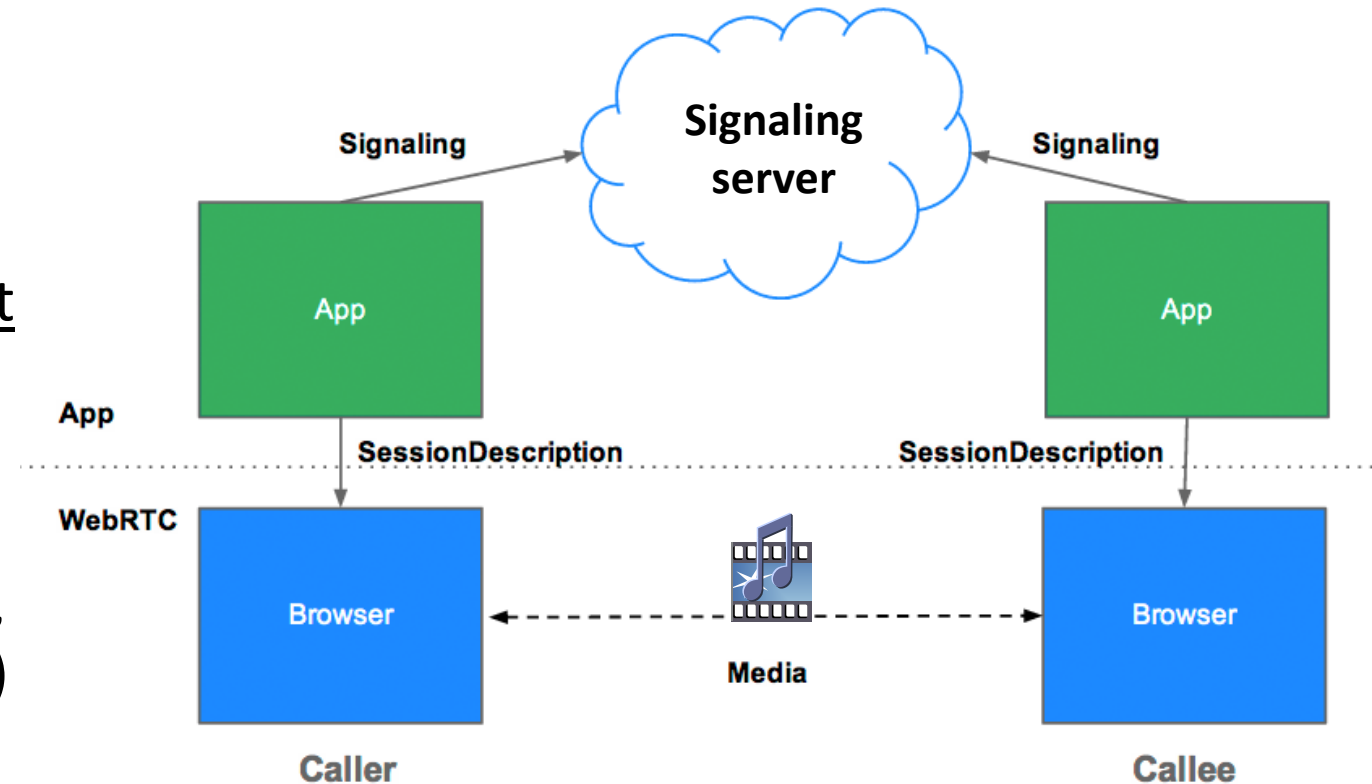 Signaling
server
Signaling
Signaling
App
App
t
App
SessionDescription
SessionDescription
WebRTC
Browser
Browser
Media
)
Caller
Callee